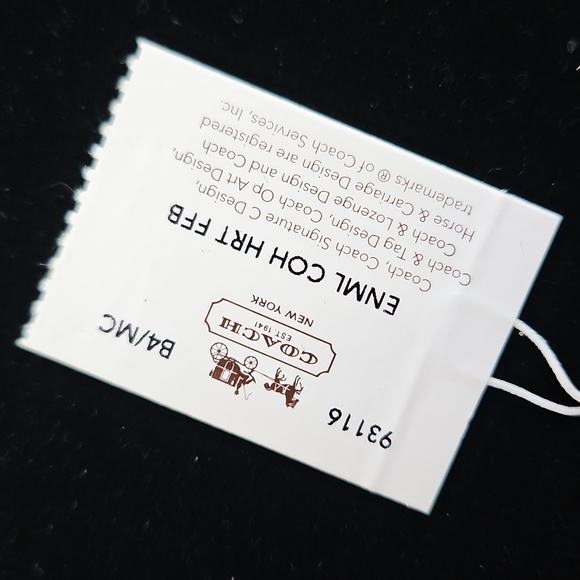 93116 B4/MC
COACH
EST. 1941
NEW YORK
ENML COH HRT FFB
Coach, Coach Signature C Design,
Coach & Tag Design, Coach Op Art Design,
Coach & Lozenge Design and Coach
Horse & Carriage Design are registered
trademarks ® of Coach Services, Inc.